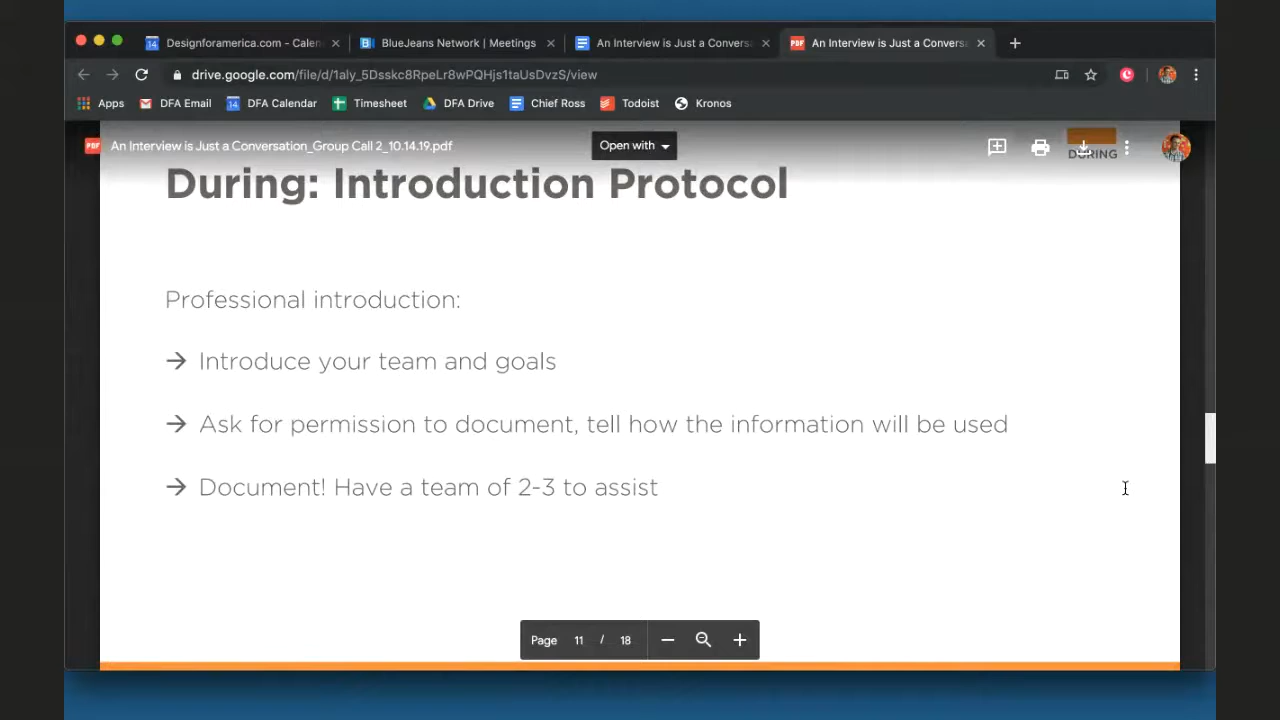 Designforamerica.com - Calen
BlueJeans Network | Meetings
An Interview is Just a Convers
An Interview is Just a Convers
drive.google.com/file/d/1aly_5Dsskc8RpeLr8wPQHjs1taUsDvzS/view
Apps
DFA Email
DFA Calendar
Timesheet
DFA Drive
Chief Ross
Todoist
Kronos
An Interview is Just a Conversation_Group Call 2_10.14.19.pdf
Open with
DURING
During: Introduction Protocol
Professional introduction:
→ Introduce your team and goals
→ Ask for permission to document, tell how the information will be used
→ Document! Have a team of 2-3 to assist
Page 11 / 18